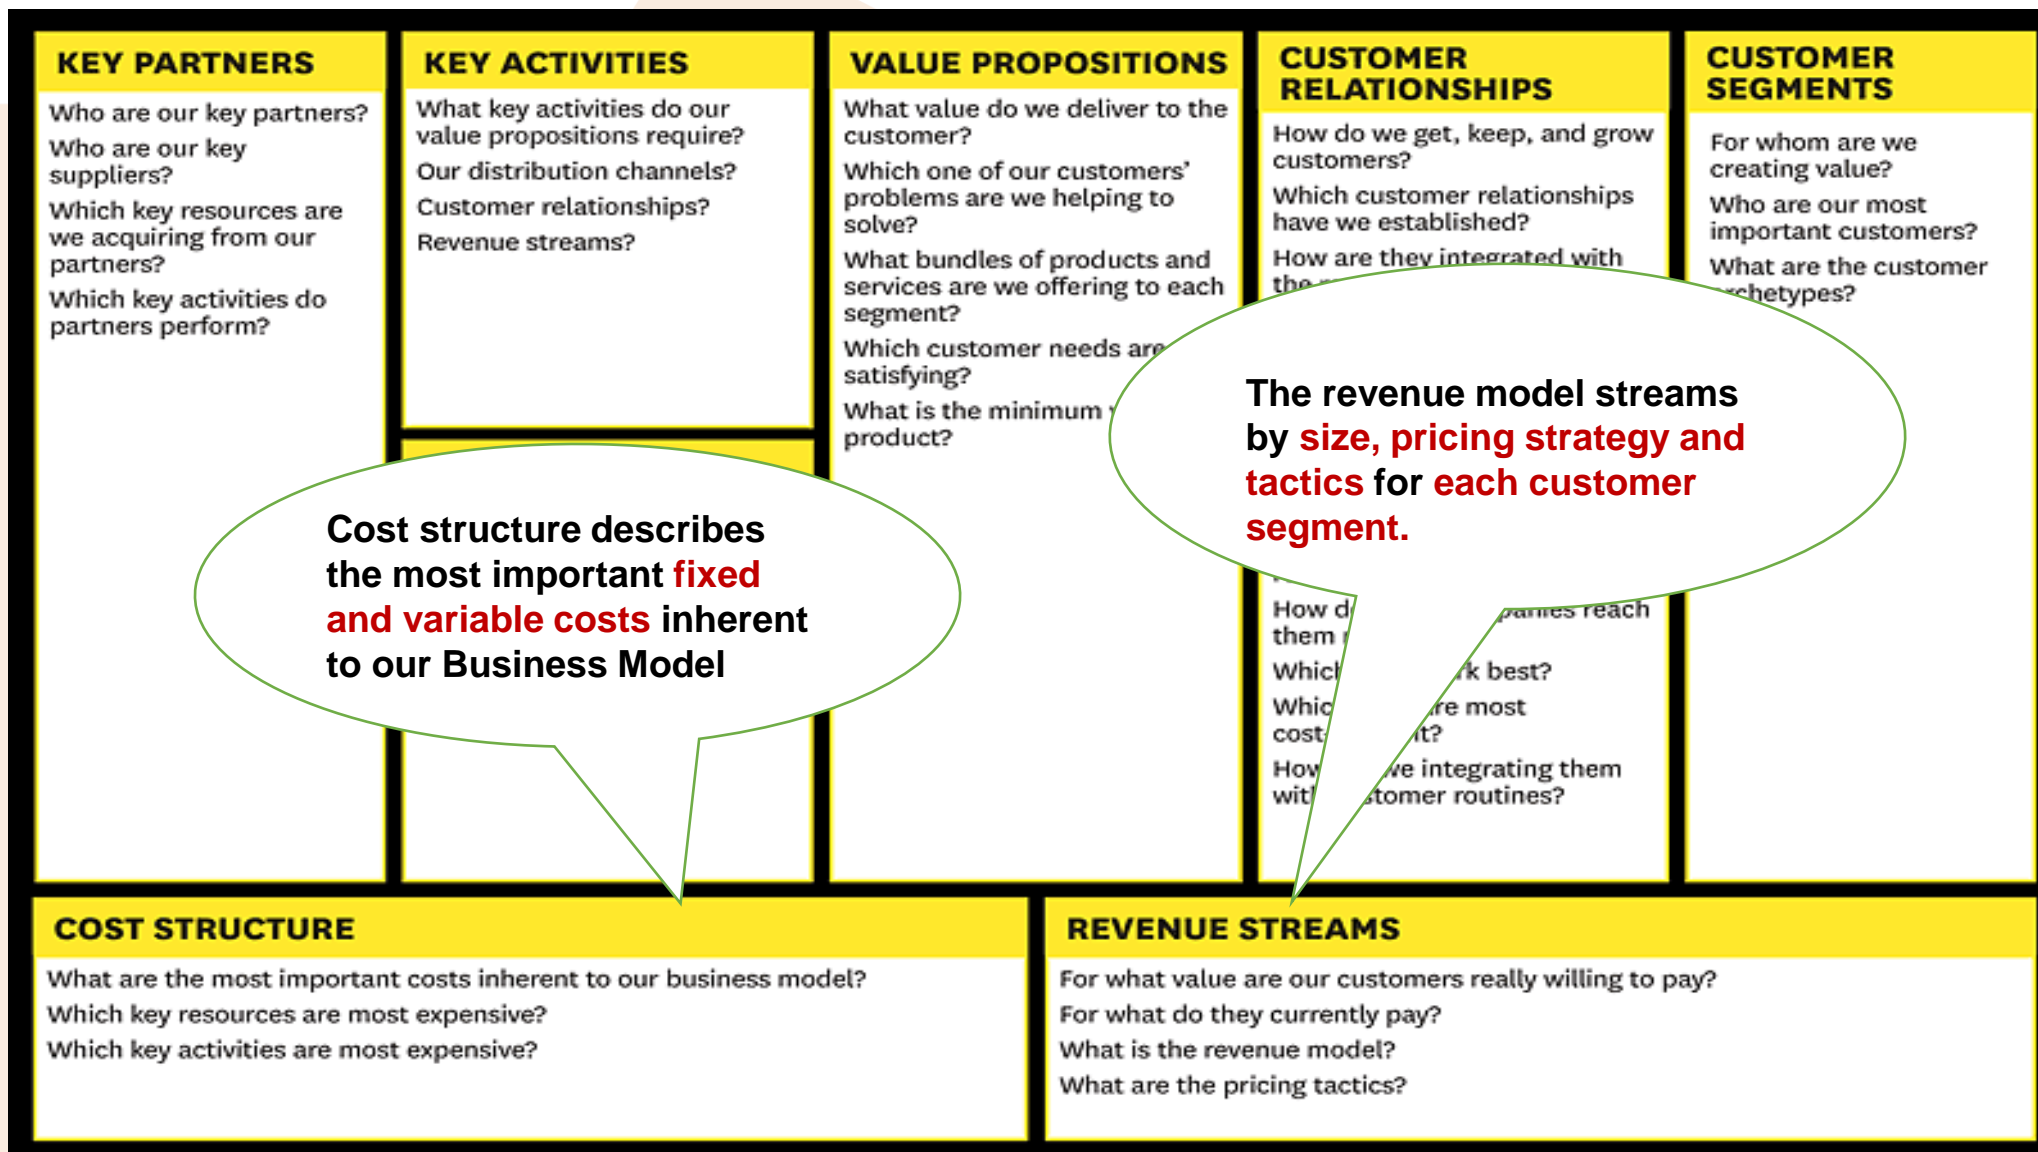 KEY PARTNERS
Who are our key partners?
Who are our key
suppliers?
Which key resources are
we acquiring from our
partners?
Which key activities do
partners perform?
KEY ACTIVITIES
What key activities do our
value propositions require?
Our distribution channels?
Customer relationships?
Revenue streams?
VALUE PROPOSITIONS
What value do we deliver to the
customer?
Which one of our customers’
problems are we helping to
solve?
What bundles of products and
services are we offering to each
segment?
Which customer needs are
satisfying?
What is the minimum
product?
CUSTOMER
RELATIONSHIPS
How do we get, keep, and grow
customers?
Which customer relationships
have we established?
How are they integrated with
the
How reach
them
best?
most
integrating them
routines?
CUSTOMER
SEGMENTS
For whom are we
creating value?
Who are our most
important customers?
What are the customer
Cost structure describes
the most important fixed
and variable costs inherent
to our Business Model
The revenue model streams
by size, pricing strategy and
tactics for each customer
segment.
COST STRUCTURE
What are the most important costs inherent to our business model?
Which key resources are most expensive?
Which key activities are most expensive?
REVENUE STREAMS
For what value are our customers really willing to pay?
For what do they currently pay?
What is the revenue model?
What are the pricing tactics?